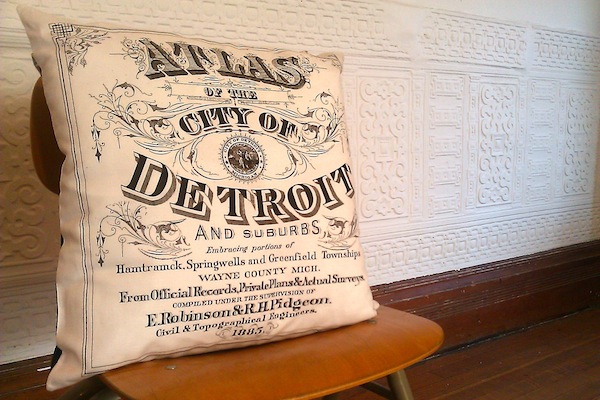 ATLAS
OF THE
CITY OF
DETROIT
AND SUBURBS
Embracing portions of
Hamtramck, Springwells and Greenfield Townships
WAYNE COUNTY MICH.
From Official Records, Private Plans & Actual Surveys
COMPILED UNDER THE SUPERVISION OF
E. Robinson & R.H. Pidgeon,
Civil & Topographical Engineers.
1885.